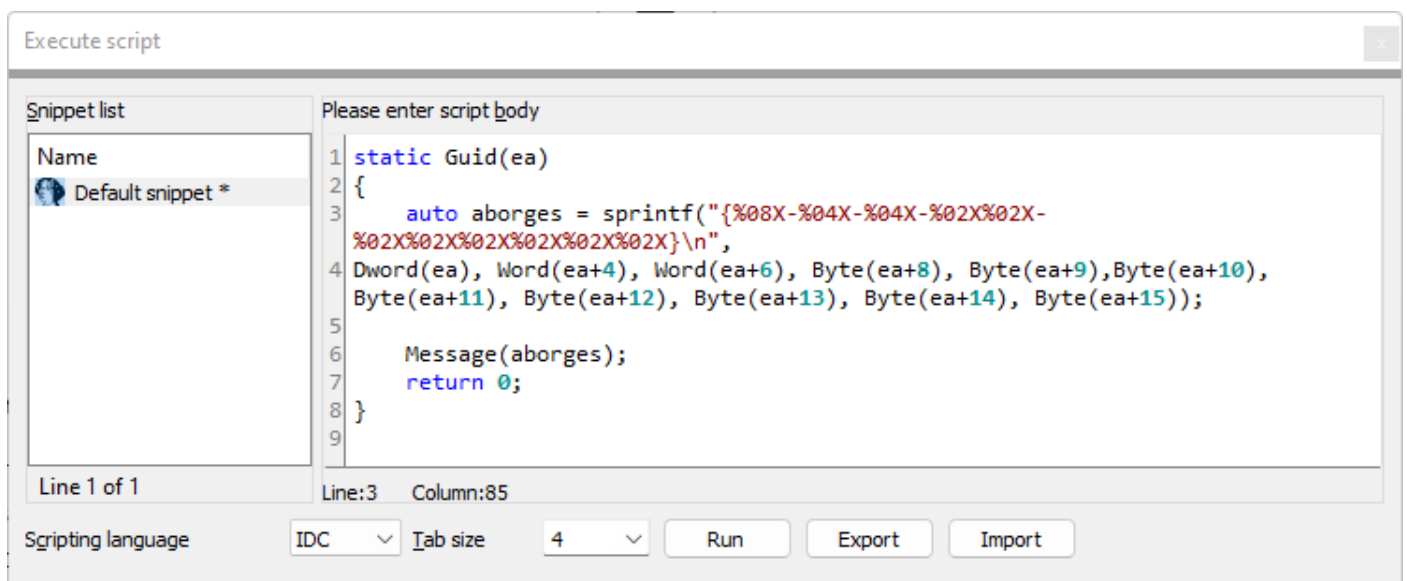 Execute script
x
Snippet list
Name
Default snippet *
Line 1 of 1
Please enter script body
1 static Guid(ea)
2 {
3     auto aborges = sprintf("{%08X-%04X-%04X-%02X%02X-
%02X%02X%02X%02X%02X%02X}\n",
4 Dword(ea), Word(ea+4), Word(ea+6), Byte(ea+8), Byte(ea+9),Byte(ea+10),
Byte(ea+11), Byte(ea+12), Byte(ea+13), Byte(ea+14), Byte(ea+15));
5
6     Message(aborges);
7     return 0;
8 }
9
Line:3 Column:85
Scripting language IDC Tab size 4 Run Export Import